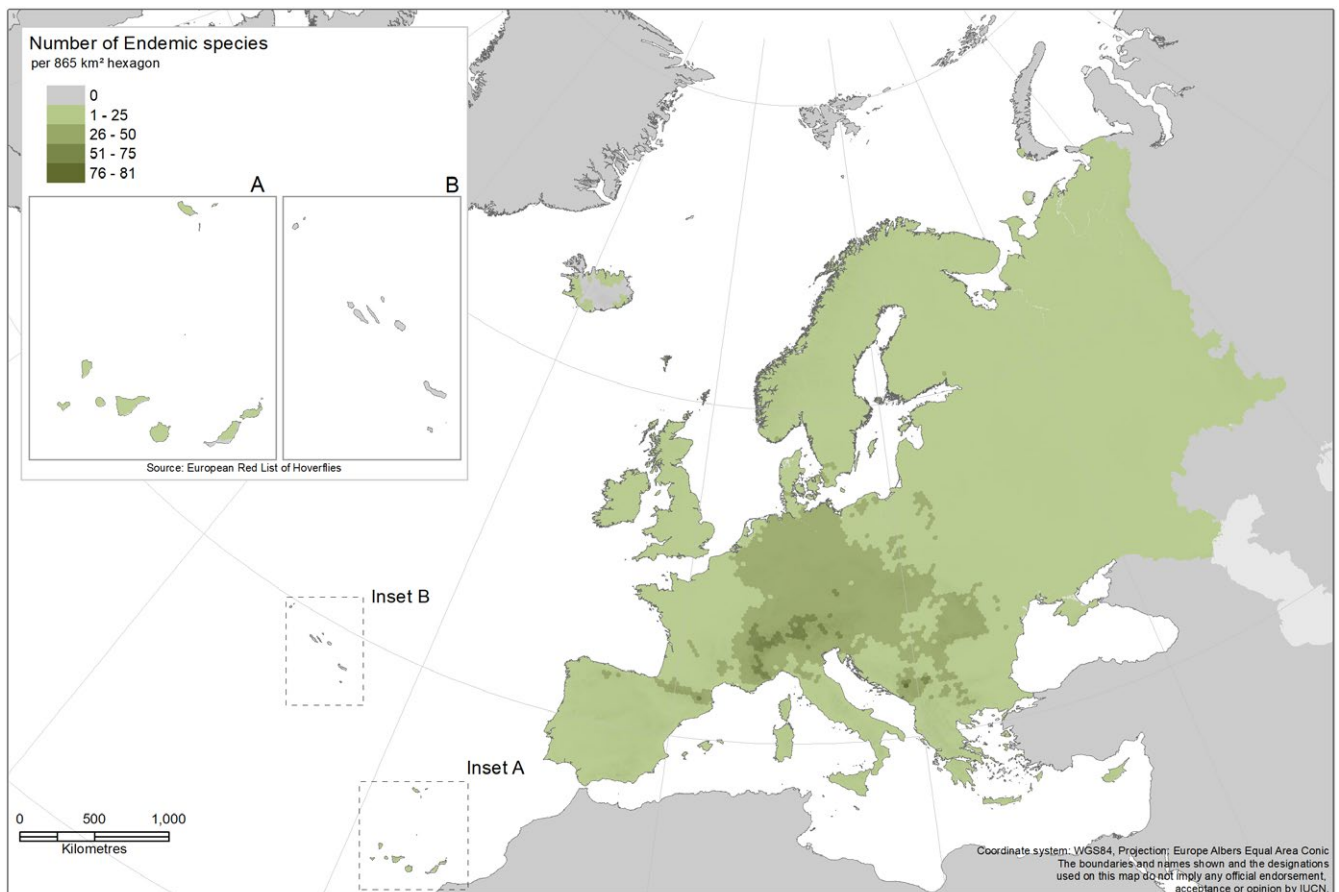 Number of Endemic species
per 865 km² hexagon
0
1 - 25
26 - 50
51 - 75
76 - 81
A
B
Source: European Red List of Hoverflies
Inset B
Inset A
0 500 1,000
Kilometres
Coordinate system: WGS84, Projection: Europe Albers Equal Area Conic
The boundaries and names shown and the designations
used on this map do not imply any official endorsement,
acceptance or opinion by IUCN.